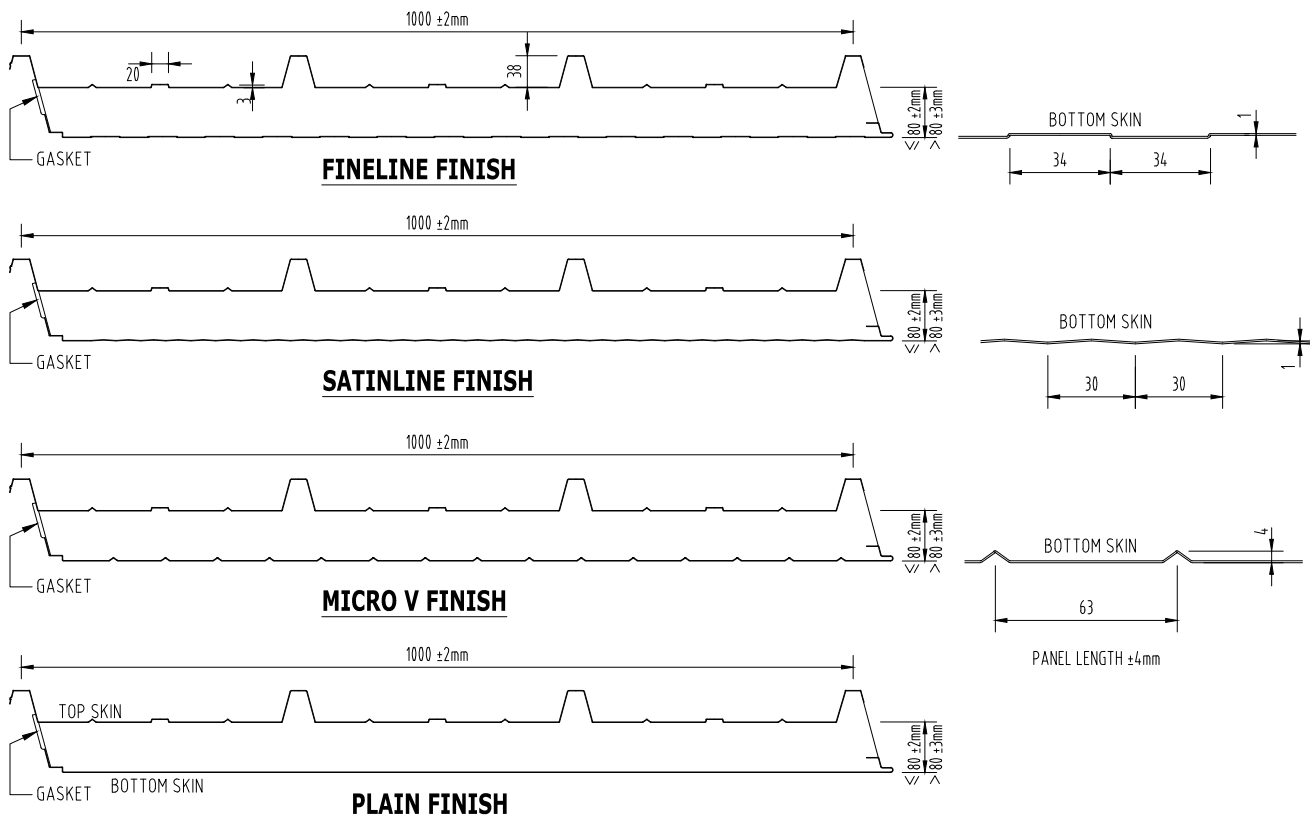 1000 ±2mm
20
3
38
≤ 80 ±2mm
> 80 ±3mm
GASKET
FINELINE FINISH
BOTTOM SKIN
1
34
34
1000 ±2mm
≤ 80 ±2mm
> 80 ±3mm
GASKET
SATINLINE FINISH
BOTTOM SKIN
30
30
1
1000 ±2mm
≤ 80 ±2mm
> 80 ±3mm
GASKET
MICRO V FINISH
BOTTOM SKIN
4
63
PANEL LENGTH ±4mm
1000 ±2mm
TOP SKIN
≤ 80 ±2mm
> 80 ±3mm
GASKET
BOTTOM SKIN
PLAIN FINISH